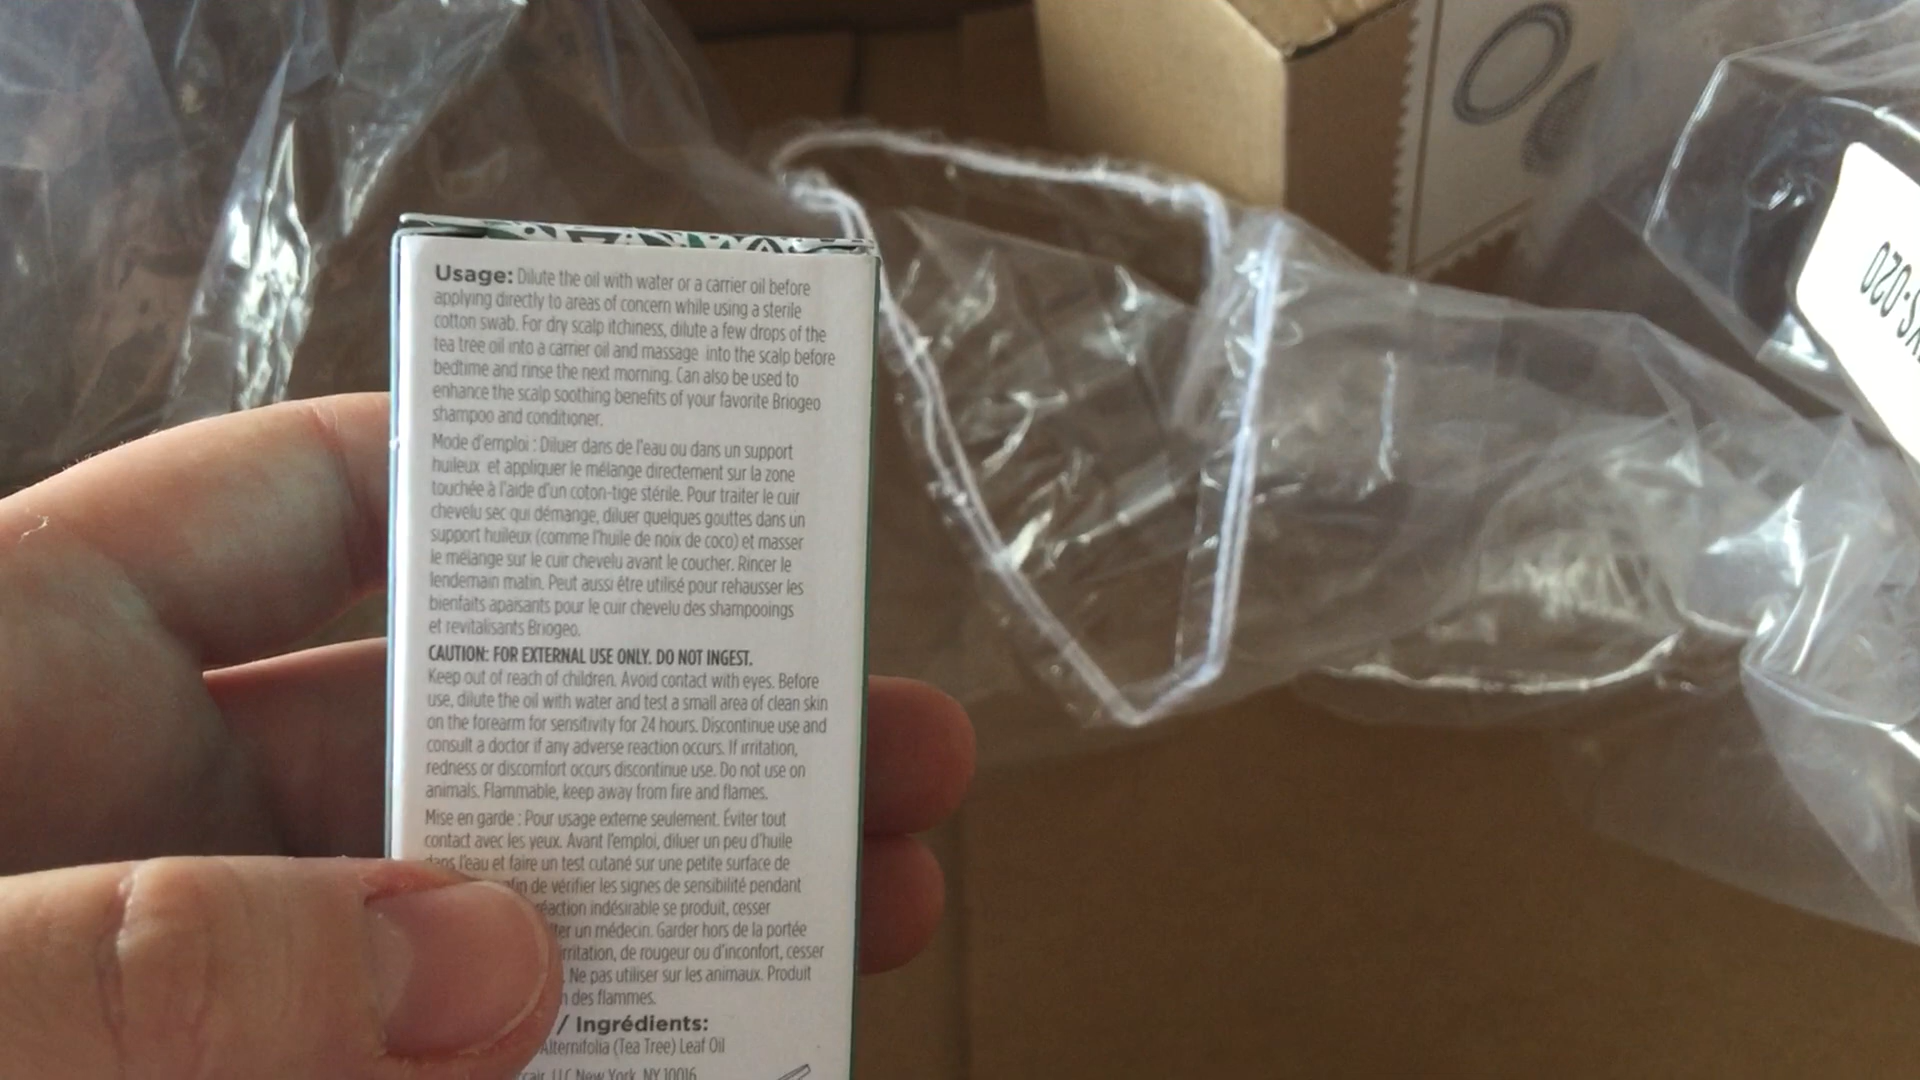 Usage: Dilute the oil with water or a carrier oil before
applying directly to areas of concern while using a sterile
cotton swab. For dry scalp itchiness, dilute a few drops of the
tea tree oil into a carrier oil and massage into the scalp before
bedtime and rinse the next morning. Can also be used to
enhance the scalp soothing benefits of your favorite Briogeo
shampoo and conditioner.
Mode d'emploi : Diluer dans de l'eau ou dans un support
huileux et appliquer le mélange directement sur la zone
touchée à l'aide d'un coton-tige stérile. Pour traiter le cuir
chevelu sec qui démange, diluer quelques gouttes dans un
support huileux (comme l'huile de noix de coco) et masser
le mélange sur le cuir chevelu avant le coucher. Rincer le
lendemain matin. Peut aussi être utilisé pour rehausser les
bienfaits apaisants pour le cuir chevelu des shampooings
et revitalisants Briogeo.
CAUTION: FOR EXTERNAL USE ONLY. DO NOT INGEST.
Keep out of reach of children. Avoid contact with eyes. Before
use, dilute the oil with water and test a small area of clean skin
on the forearm for sensitivity for 24 hours. Discontinue use and
consult a doctor if any adverse reaction occurs. If irritation,
redness or discomfort occurs discontinue use. Do not use on
animals. Flammable, keep away from fire and flames.
Mise en garde : Pour usage externe seulement. Éviter tout
contact avec les yeux. Avant l'emploi, diluer un peu d'huile
dans l'eau et faire un test cutané sur une petite surface de
afin de vérifier les signes de sensibilité pendant
réaction indésirable se produit, cesser
un médecin. Garder hors de la portée
irritation, de rougeur ou d'inconfort, cesser
. Ne pas utiliser sur les animaux. Produit
des flammes.
/ Ingrédients:
Alternifolia (Tea Tree) Leaf Oil
LLC New York, NY 10016
S-020